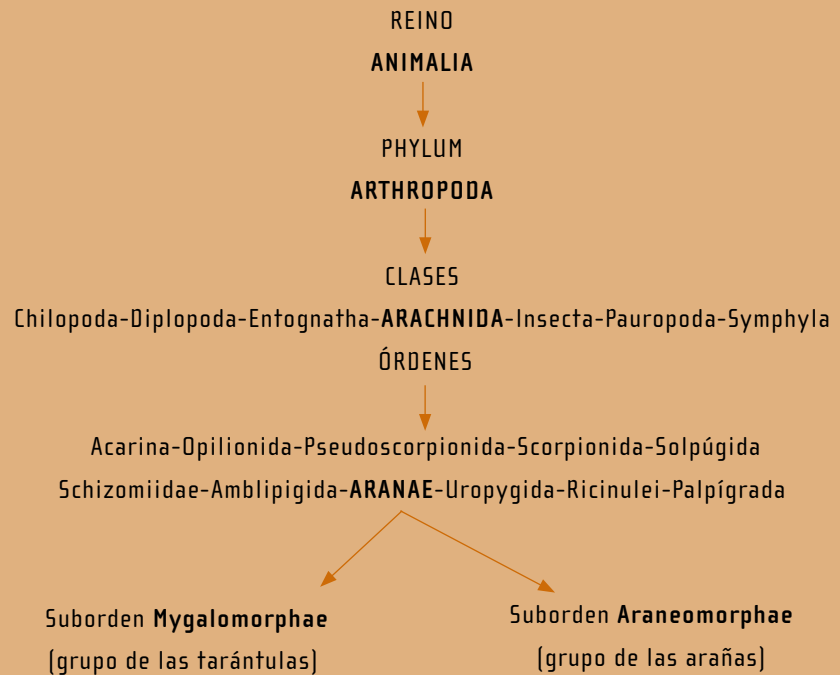 REINO
ANIMALIA
PHYLUM
ARTHROPODA
CLASES
Chilopoda-Diplopoda-Entognatha-ARACHNIDA-Insecta-Pauropoda-Symphyla
ÓRDENES
Acarina-Opilionida-Pseudoscorpionida-Scorpionida-Solpúgida
Schizomiidae-Amblipigida-ARANAE-Uropygida-Ricinulei-Palpígrada
Suborden Mygalomorphae
(grupo de las tarántulas)
Suborden Araneomorphae
(grupo de las arañas)